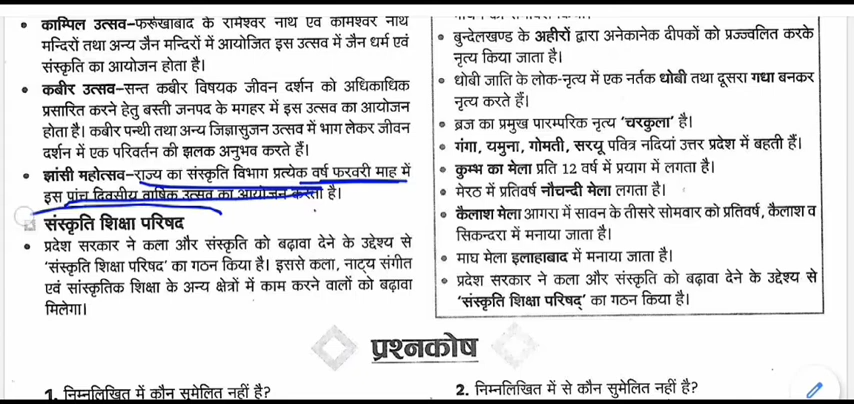 काम्पिल उत्सव–फर्रुखाबाद के रामेश्वर नाथ एवं कामेश्वर नाथ
मन्दिरों तथा अन्य जैन मन्दिरों में आयोजित इस उत्सव में जैन धर्म एवं
संस्कृति का आयोजन होता है।
कबीर उत्सव–सन्त कबीर विषयक जीवन दर्शन को अधिकाधिक
प्रसारित करने हेतु बस्ती जनपद के मगहर में इस उत्सव का आयोजन
होता है। कबीर पन्थी तथा अन्य जिज्ञासुजन उत्सव में भाग लेकर जीवन
दर्शन में एक परिवर्तन की झलक अनुभव करते हैं।
झांसी महोत्सव–राज्य का संस्कृति विभाग प्रत्येक वर्ष फरवरी माह में
इस पांच दिवसीय वार्षिक उत्सव का आयोजन करता है।
संस्कृति शिक्षा परिषद
प्रदेश सरकार ने कला और संस्कृति को बढ़ावा देने के उद्देश्य से
'संस्कृति शिक्षा परिषद' का गठन किया है। इससे कला, नाट्य संगीत
एवं सांस्कृतिक शिक्षा के अन्य क्षेत्रों में काम करने वालों को बढ़ावा
मिलेगा।
बुन्देलखण्ड के अहीरों द्वारा अनेकानेक दीपकों को प्रज्ज्वलित करके
नृत्य किया जाता है।
धोबी जाति के लोक-नृत्य में एक नर्तक धोबी तथा दूसरा गधा बनकर
नृत्य करते हैं।
ब्रज का प्रमुख पारम्परिक नृत्य 'चरकुला' है।
गंगा, यमुना, गोमती, सरयू पवित्र नदियां उत्तर प्रदेश में बहती हैं।
कुम्भ का मेला प्रति 12 वर्ष में प्रयाग में लगता है।
मेरठ में प्रतिवर्ष नौचन्दी मेला लगता है।
कैलाश मेला आगरा में सावन के तीसरे सोमवार को प्रतिवर्ष, कैलाश व
सिकन्दरा में मनाया जाता है।
माघ मेला इलाहाबाद में मनाया जाता है।
प्रदेश सरकार ने कला और संस्कृति को बढ़ावा देने के उद्देश्य से
'संस्कृति शिक्षा परिषद्' का गठन किया है।
प्रश्नकोष
1. निम्नलिखित में कौन सुमेलित नहीं है?
2. निम्नलिखित में से कौन सुमेलित नहीं है?